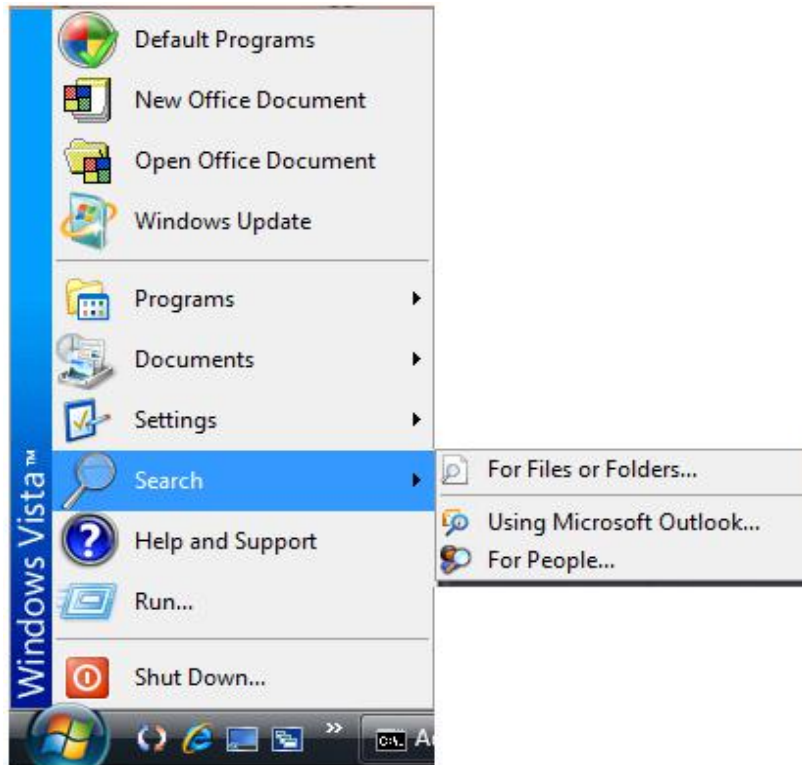 Default Programs
New Office Document
Open Office Document
Windows Update
Programs
Documents
Settings
Search
For Files or Folders...
Using Microsoft Outlook...
For People...
Help and Support
Run...
Shut Down...
Windows Vista™
C:\.